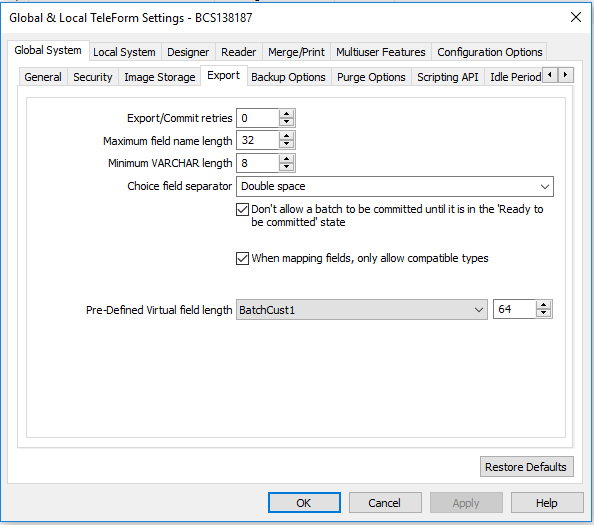 Global & Local TeleForm Settings - BCS138187
Global System Local System Designer Reader Merge/Print Multiuser Features Configuration Options
General Security Image Storage Export Backup Options Purge Options Scripting API Idle Period
Export/Commit retries 0
Maximum field name length 32
Minimum VARCHAR length 8
Choice field separator Double space
Don't allow a batch to be committed until it is in the 'Ready to
be committed' state
When mapping fields, only allow compatible types
Pre-Defined Virtual field length BatchCust1 64
Restore Defaults
OK Cancel Apply Help